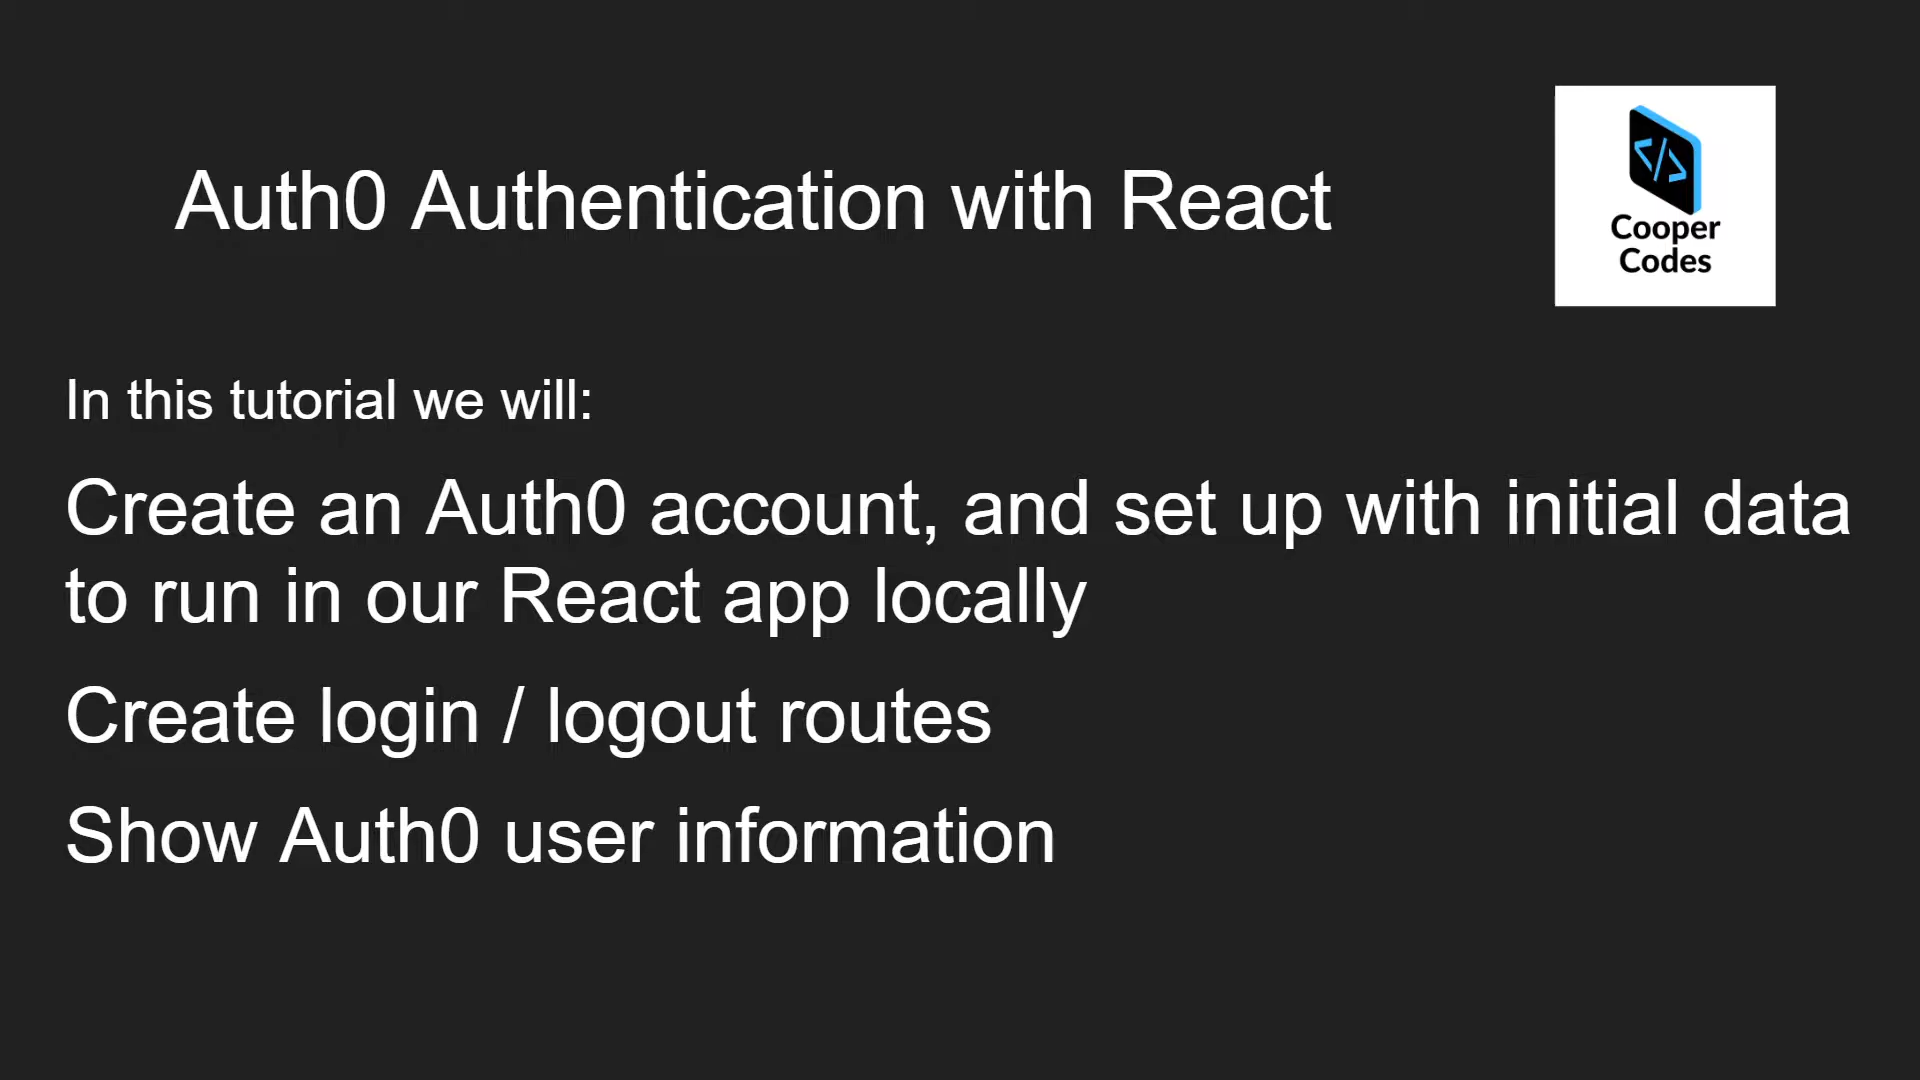 Auth0 Authentication with React
</>
Cooper
Codes
In this tutorial we will:
Create an Auth0 account, and set up with initial data
to run in our React app locally
Create login / logout routes
Show Auth0 user information